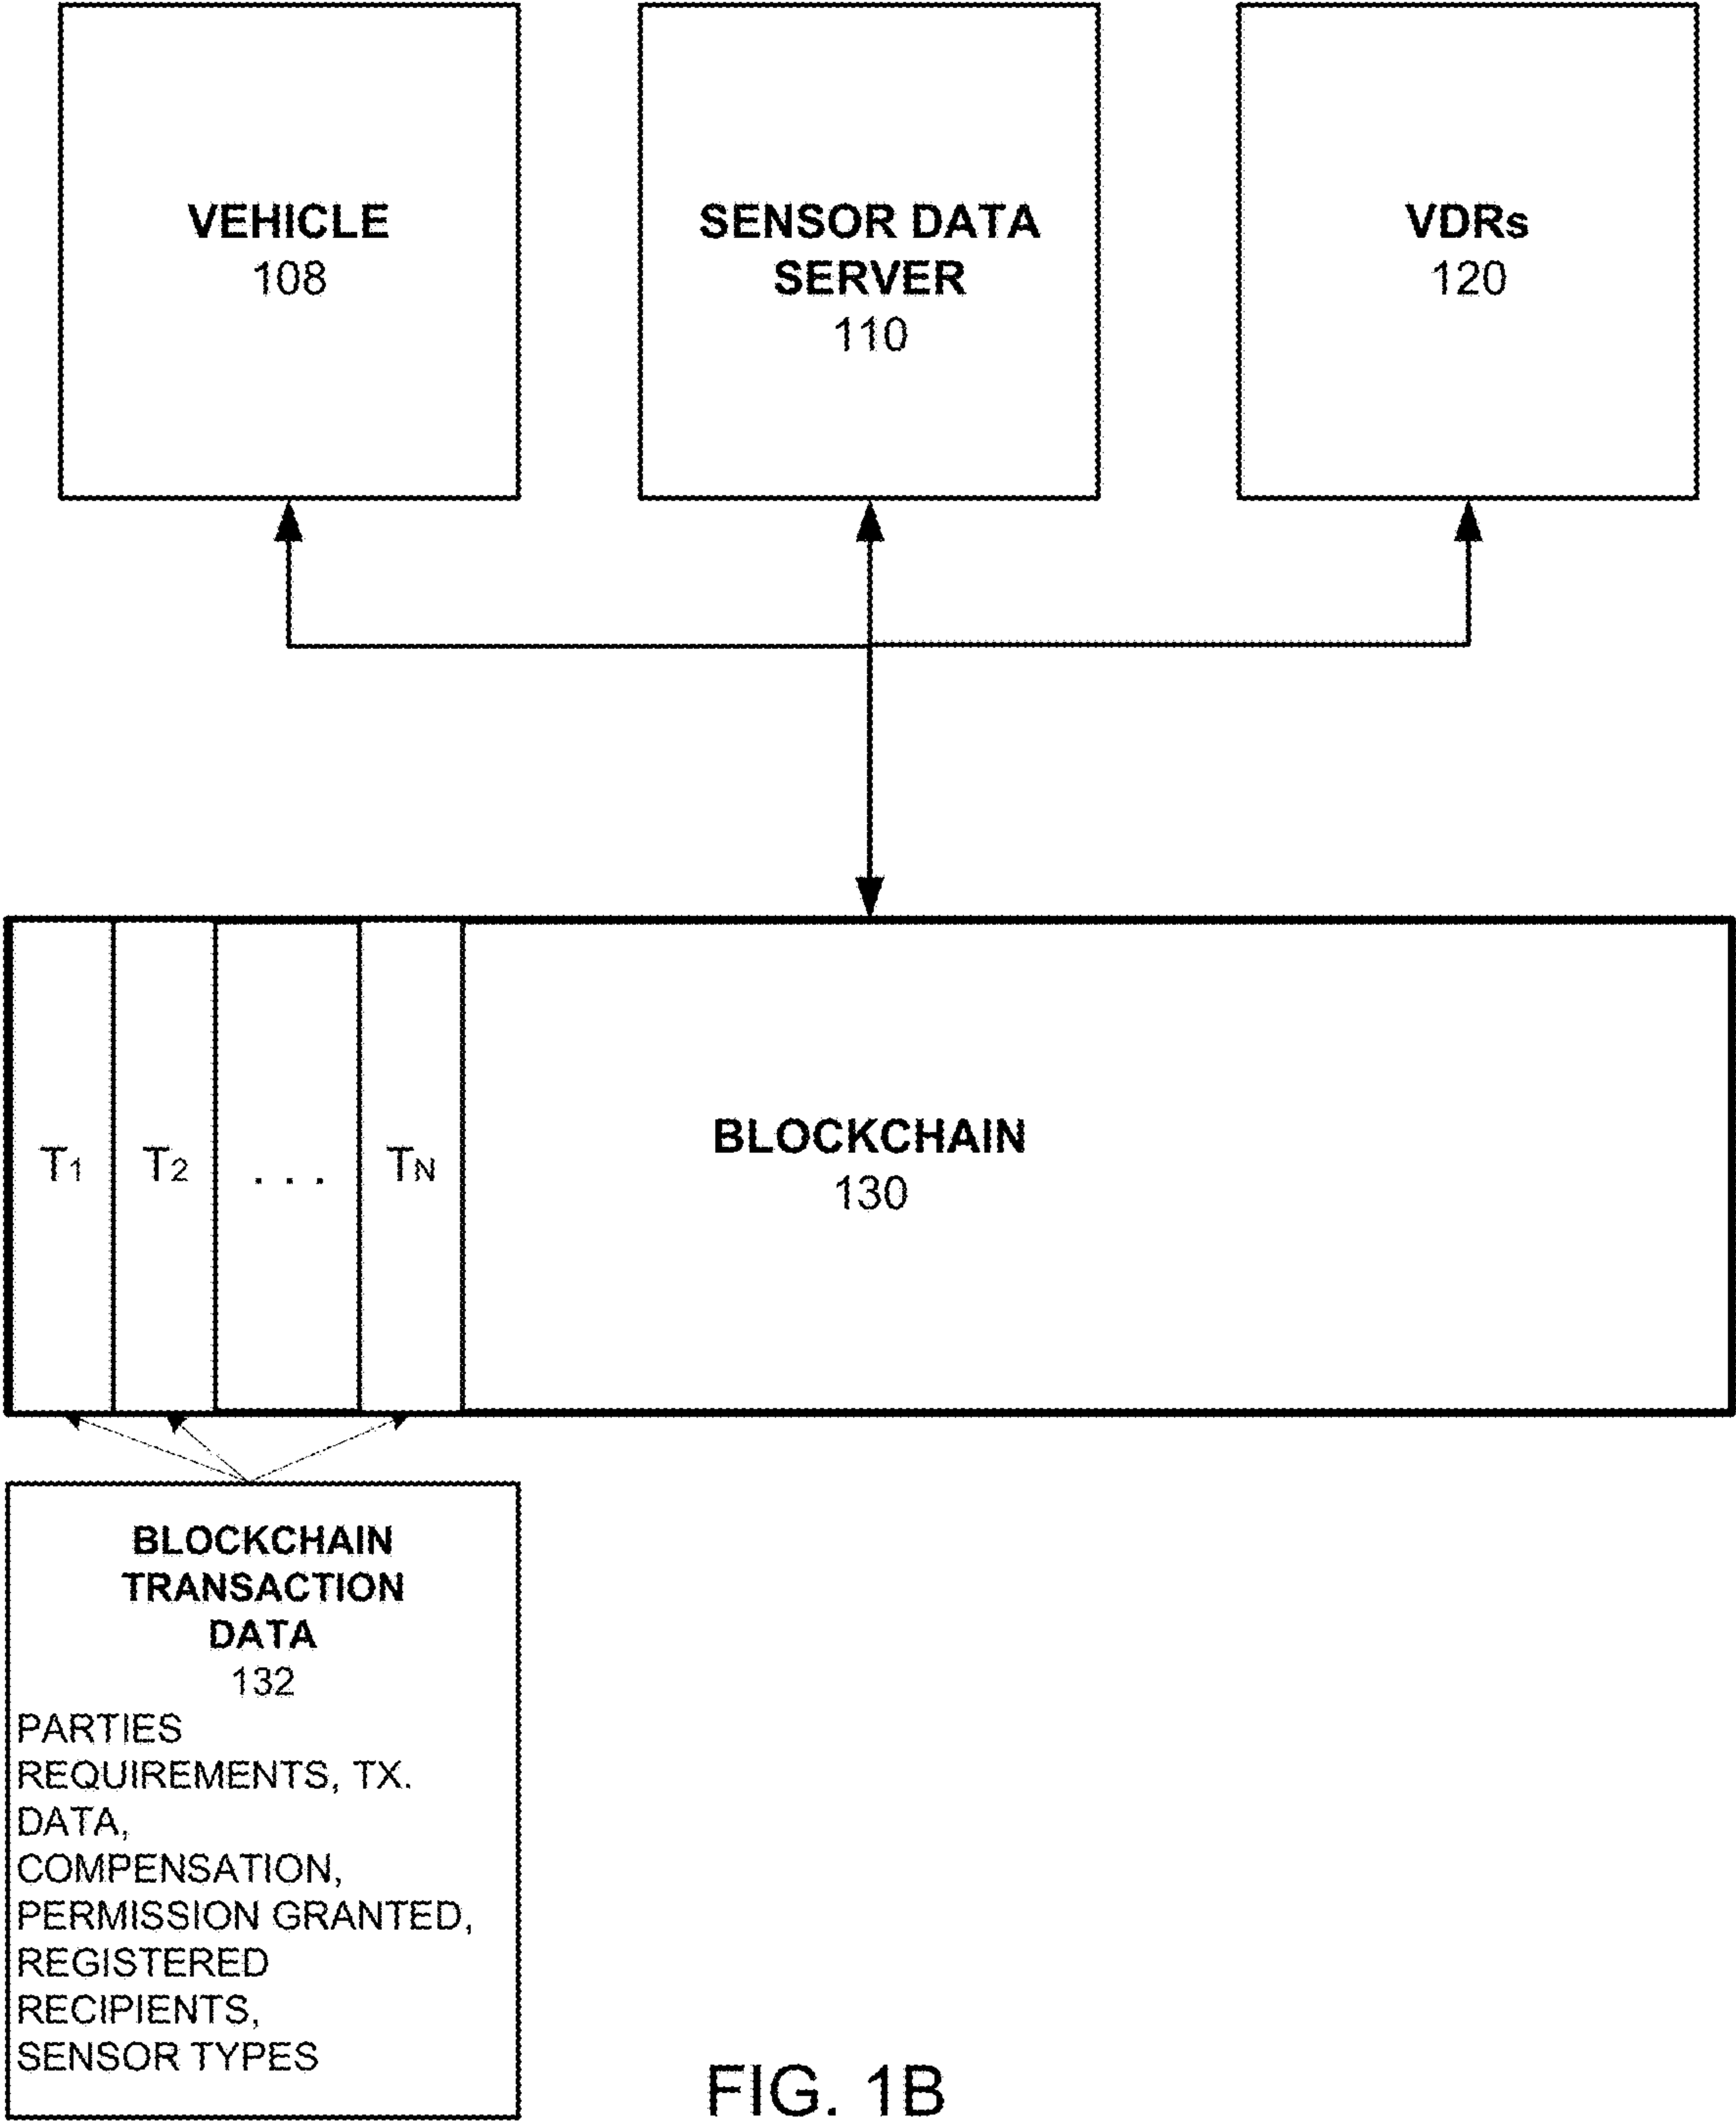 VEHICLE
108
SENSOR DATA
SERVER
110
VDRs
120
T1
T2
. . .
TN
BLOCKCHAIN
130
BLOCKCHAIN
TRANSACTION
DATA
132
PARTIES
REQUIREMENTS, TX.
DATA,
COMPENSATION,
PERMISSION GRANTED,
REGISTERED
RECIPIENTS,
SENSOR TYPES
FIG. 1B